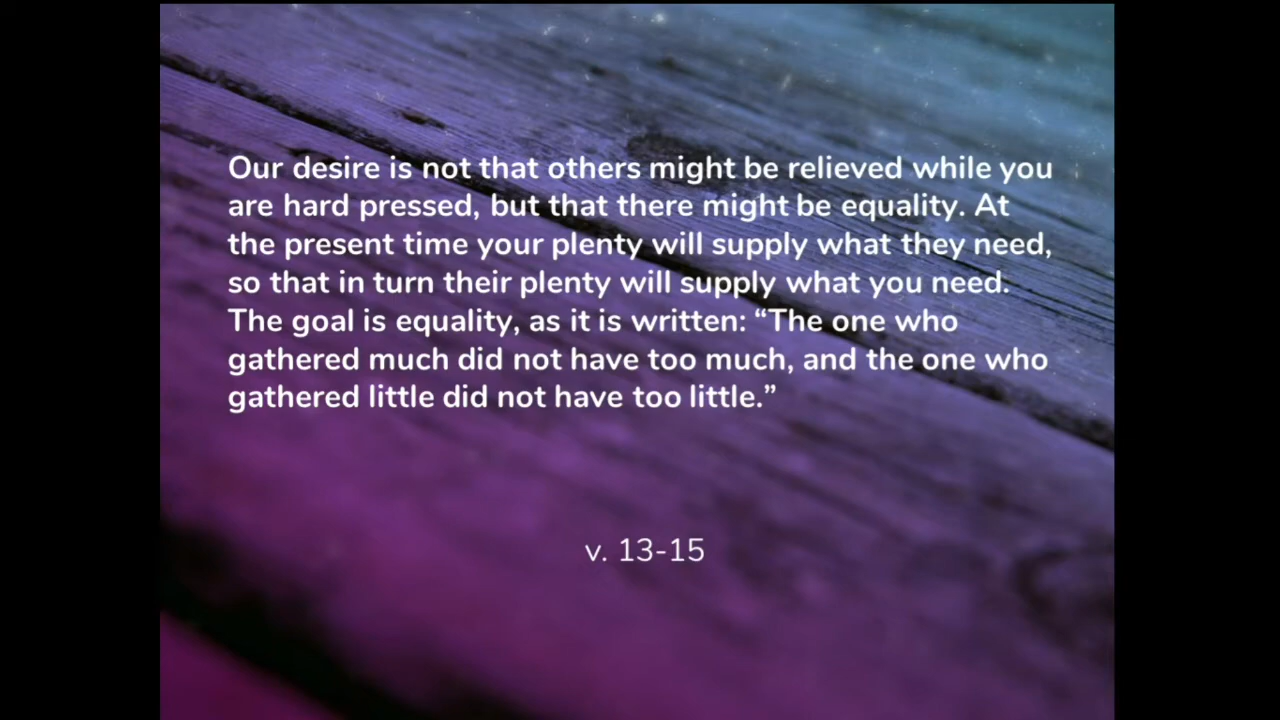 Our desire is not that others might be relieved while you
are hard pressed, but that there might be equality. At
the present time your plenty will supply what they need,
so that in turn their plenty will supply what you need.
The goal is equality, as it is written: “The one who
gathered much did not have too much, and the one who
gathered little did not have too little.”
v. 13-15